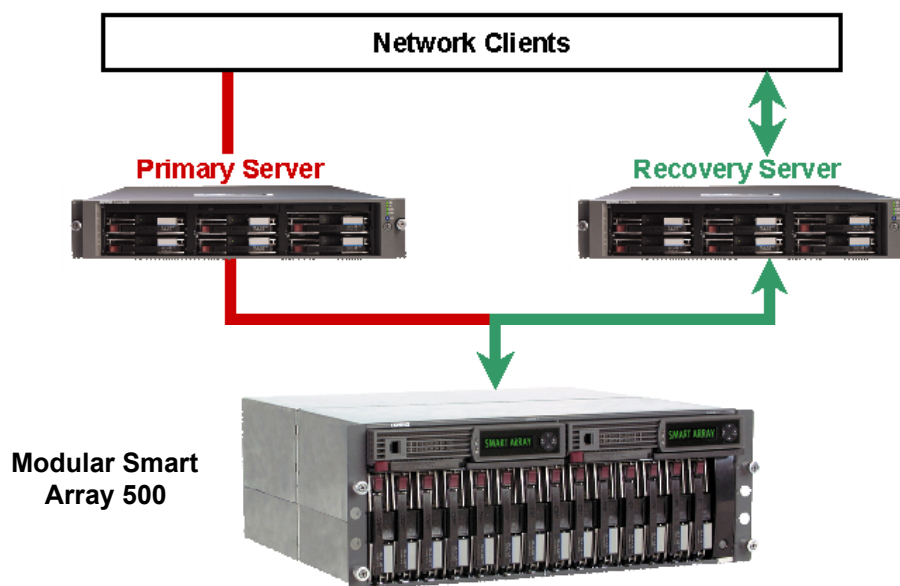 Network Clients
Primary Server
Recovery Server
SMART ARRAY
SMART ARRAY
Modular Smart
Array 500